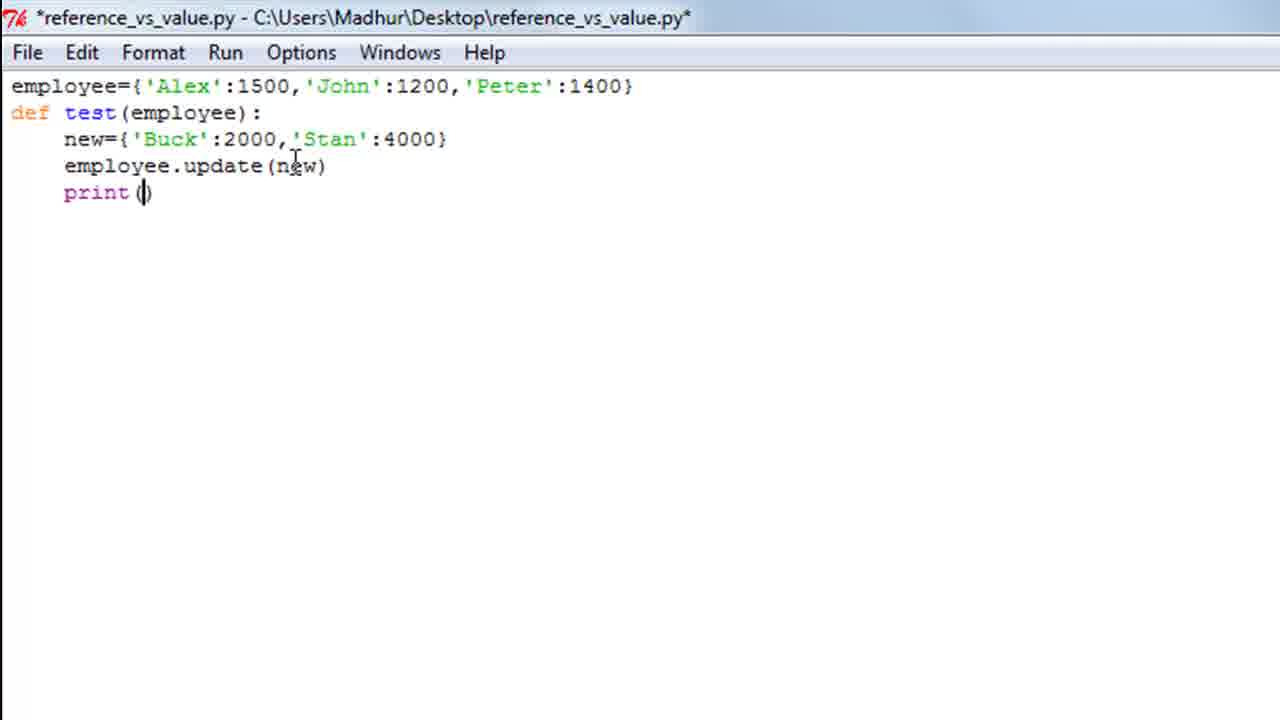 *reference_vs_value.py - C:\Users\Madhur\Desktop\reference_vs_value.py*
File Edit Format Run Options Windows Help
employee={'Alex':1500,'John':1200,'Peter':1400}
def test(employee):
    new={'Buck':2000,'Stan':4000}
    employee.update(new)
    print()